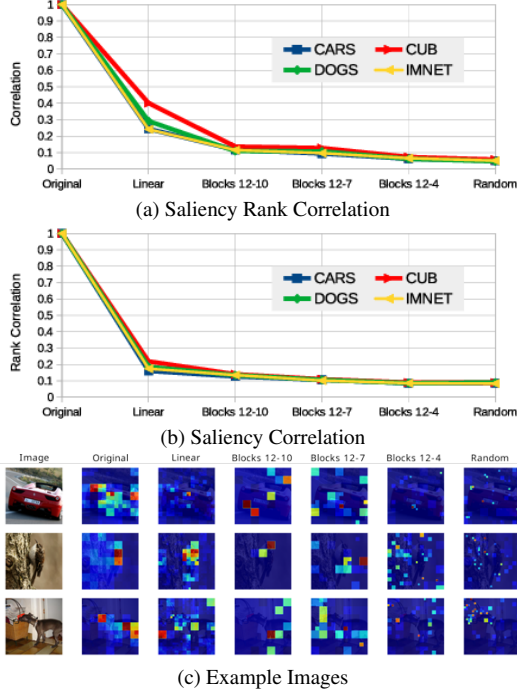 1
0.9
0.8
0.7
0.6
0.5
0.4
0.3
0.2
0.1
0
Correlation
CARS CUB
DOGS IMNET
Original Linear Blocks 12-10 Blocks 12-7 Blocks 12-4 Random
(a) Saliency Rank Correlation
1
0.9
0.8
0.7
0.6
0.5
0.4
0.3
0.2
0.1
0
Rank Correlation
CARS CUB
DOGS IMNET
Original Linear Blocks 12-10 Blocks 12-7 Blocks 12-4 Random
(b) Saliency Correlation
Image Original Linear Blocks 12-10 Blocks 12-7 Blocks 12-4 Random
(c) Example Images